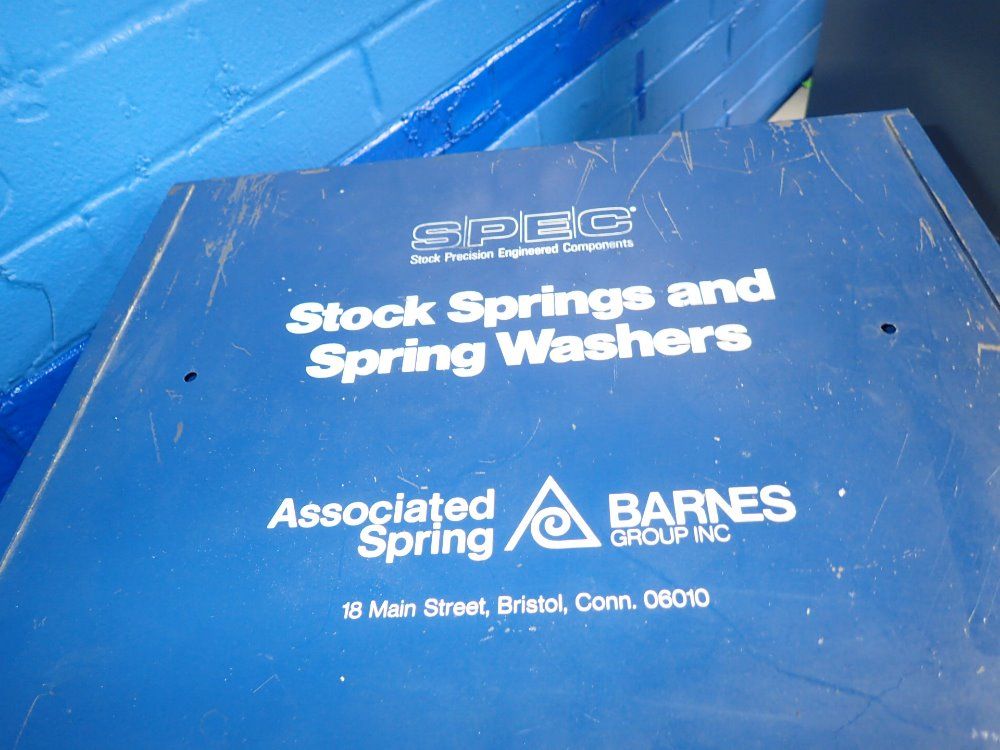 SPEC
Stock Precision Engineered Components
Stock Springs and
Spring Washers
Associated
Spring
BARNES
GROUP INC
18 Main Street, Bristol, Conn. 06010